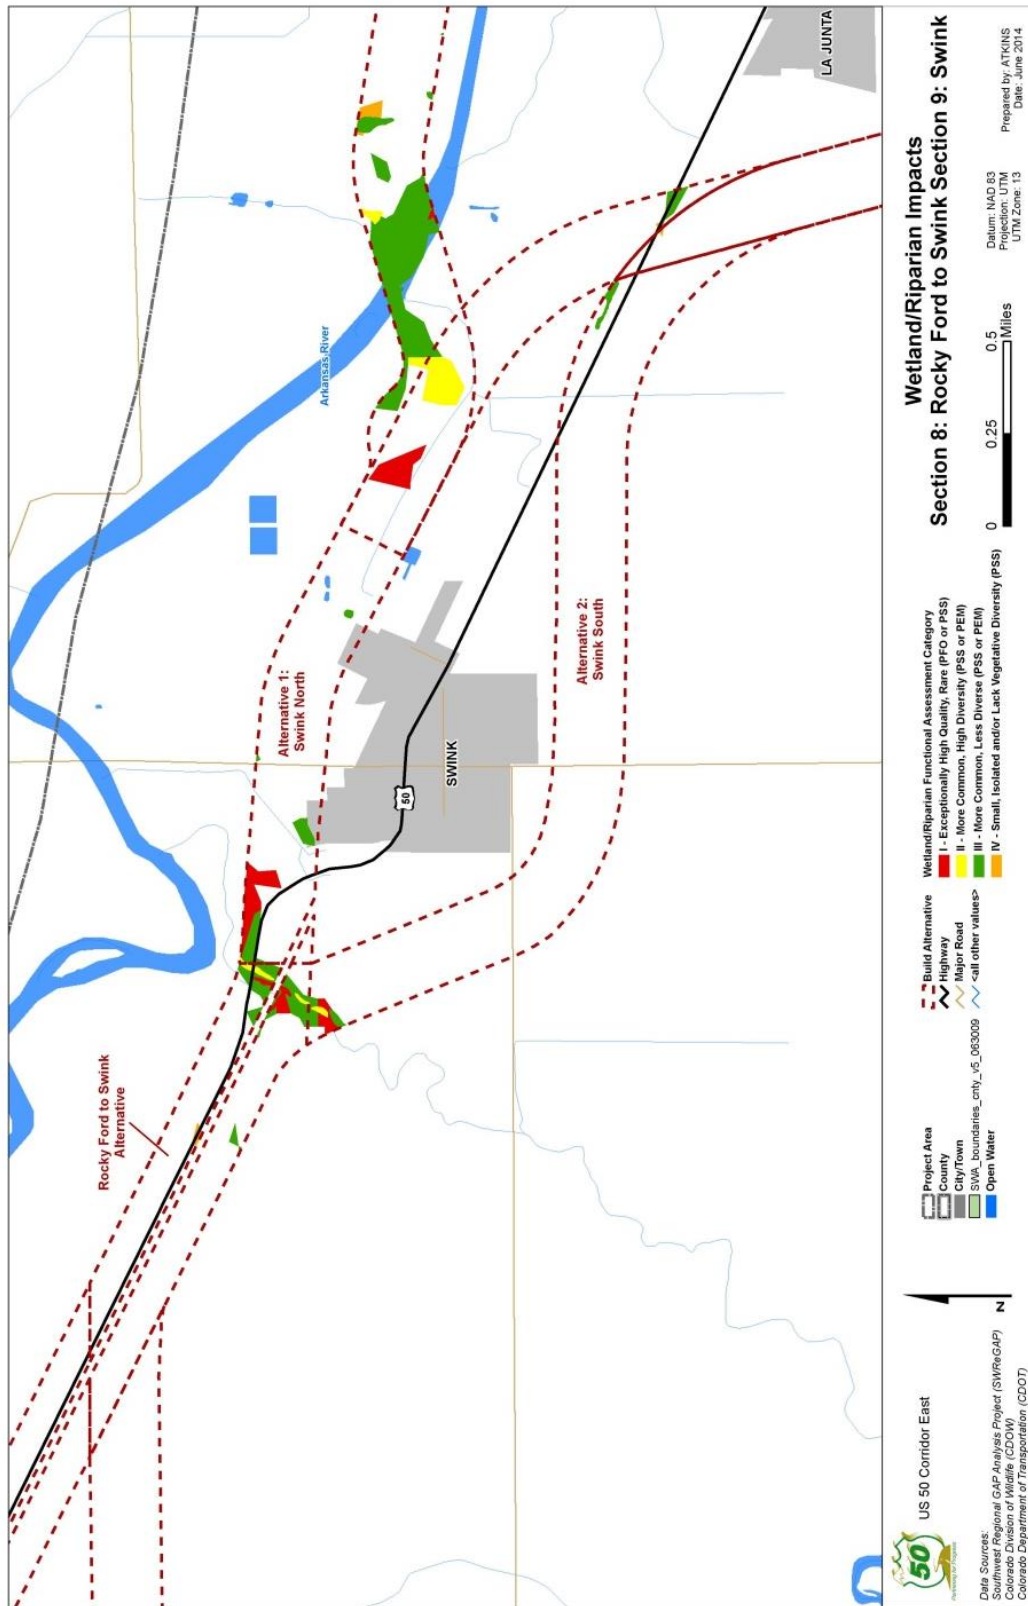 Rocky Ford to Swink
Alternative
Arkansas River
Alternative 1:
Swink North
50
SWINK
Alternative 2:
Swink South
LA JUNTA
US 50 Corridor East
50
Data Sources:
Southwest Regional GAP Analysis Project (SWReGAP)
Colorado Division of Wildlife (CDOW)
Colorado Department of Transportation (CDOT)
N
Project Area
County
City/Town
SWA_boundaries_cnty_v5_063009
Open Water
Build Alternative
Highway
Major Road
<all other values>
Wetland/Riparian Functional Assessment Category
I - Exceptionally High Quality, Rare (PFO or PSS)
II - More Common, High Diversity (PSS or PEM)
III - More Common, Less Diverse (PSS or PEM)
IV - Small, Isolated and/or Lack Vegetative Diversity (PSS)
Wetland/Riparian Impacts
Section 8: Rocky Ford to Swink Section 9: Swink
0 0.25 0.5
Miles
Datum: NAD 83
Projection: UTM
UTM Zone: 13
Prepared by: ATKINS
Date: June 2014